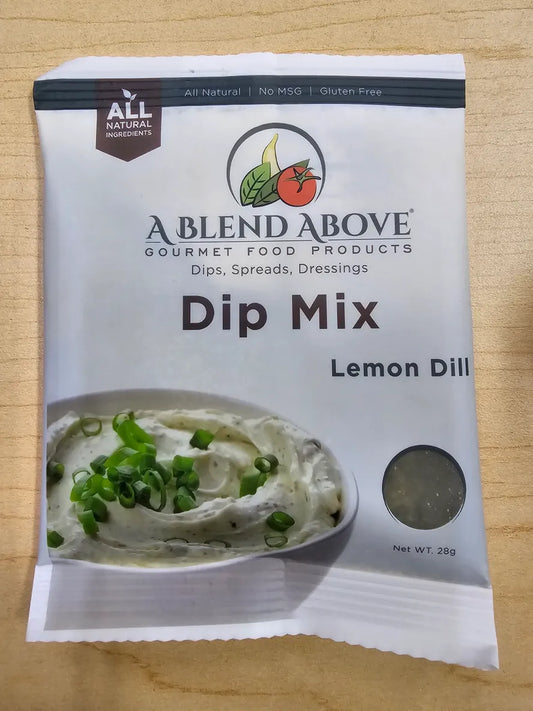 All Natural | No MSG | Gluten Free
ALL
NATURAL
INGREDIENTS
A BLEND ABOVE®
GOURMET FOOD PRODUCTS
Dips, Spreads, Dressings
Dip Mix
Lemon Dill
Net WT. 28g